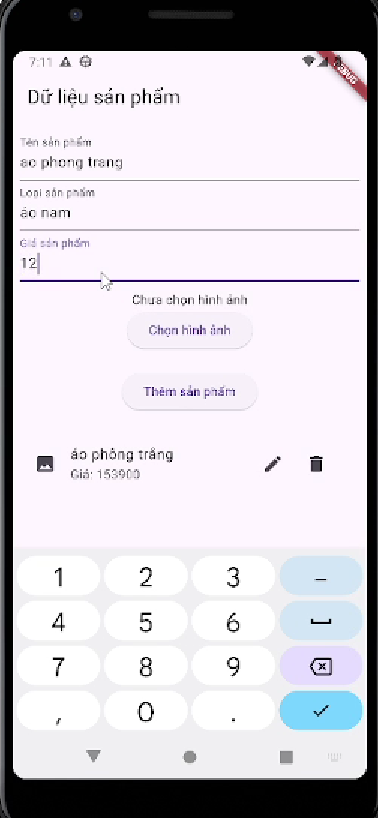 7:11
DEBUG
Dữ liệu sản phẩm
Tên sản phẩm
ao phong trang
Loại sản phẩm
áo nam
Giá sản phẩm
12
Chưa chọn hình ảnh
Chọn hình ảnh
Thêm sản phẩm
áo phông trắng
Giá: 153900
1 2 3 –
4 5 6
7 8 9
, 0 .